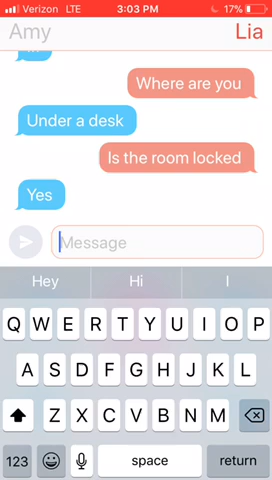 Verizon LTE 3:03 PM 17%
Amy Lia
Where are you
Under a desk
Is the room locked
Yes
Message
Hey Hi I
Q W E R T Y U I O P
A S D F G H J K L
Z X C V B N M
123 space return